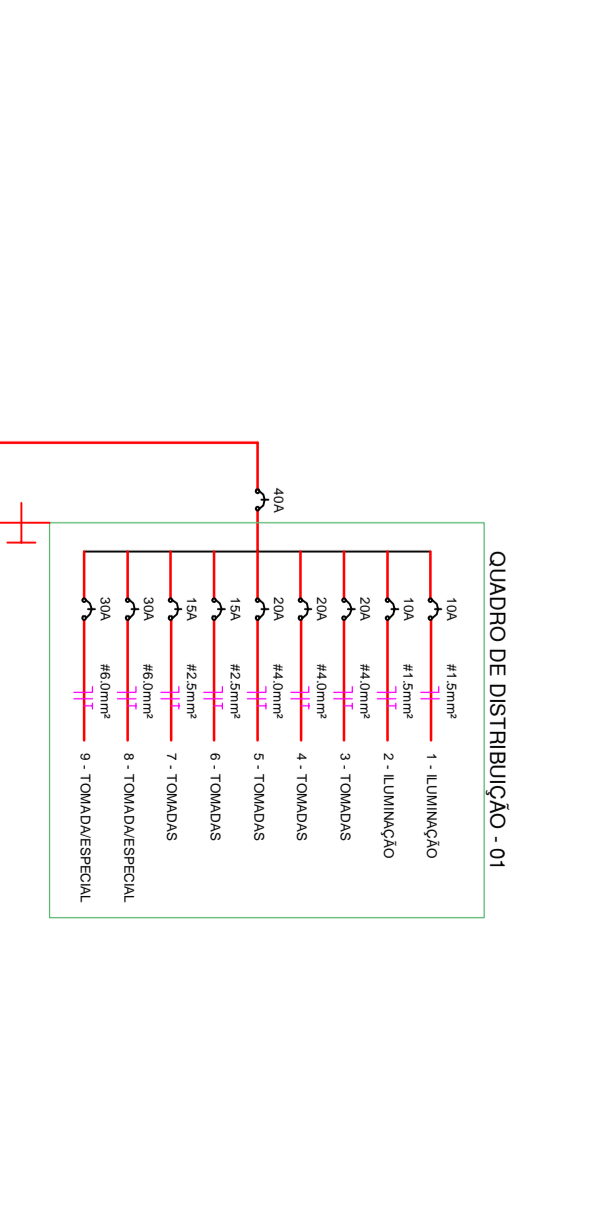 QUADRO DE DISTRIBUIÇÃO - 01
40A
10A #1.5mm² 1 - ILUMINAÇÃO
10A #1.5mm² 2 - ILUMINAÇÃO
20A #4.0mm² 3 - TOMADAS
20A #4.0mm² 4 - TOMADAS
20A #4.0mm² 5 - TOMADAS
15A #2.5mm² 6 - TOMADAS
15A #2.5mm² 7 - TOMADAS
30A #6.0mm² 8 - TOMADA/ESPECIAL
30A #6.0mm² 9 - TOMADA/ESPECIAL